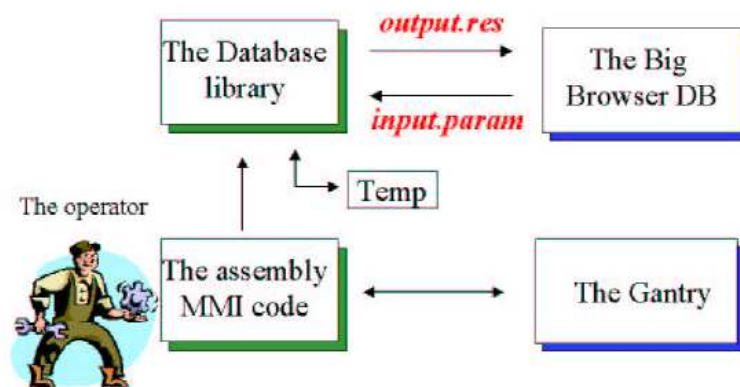 output.res
The Database
library
The Big
Browser DB
input.param
Temp
The operator
The assembly
MMI code
The Gantry